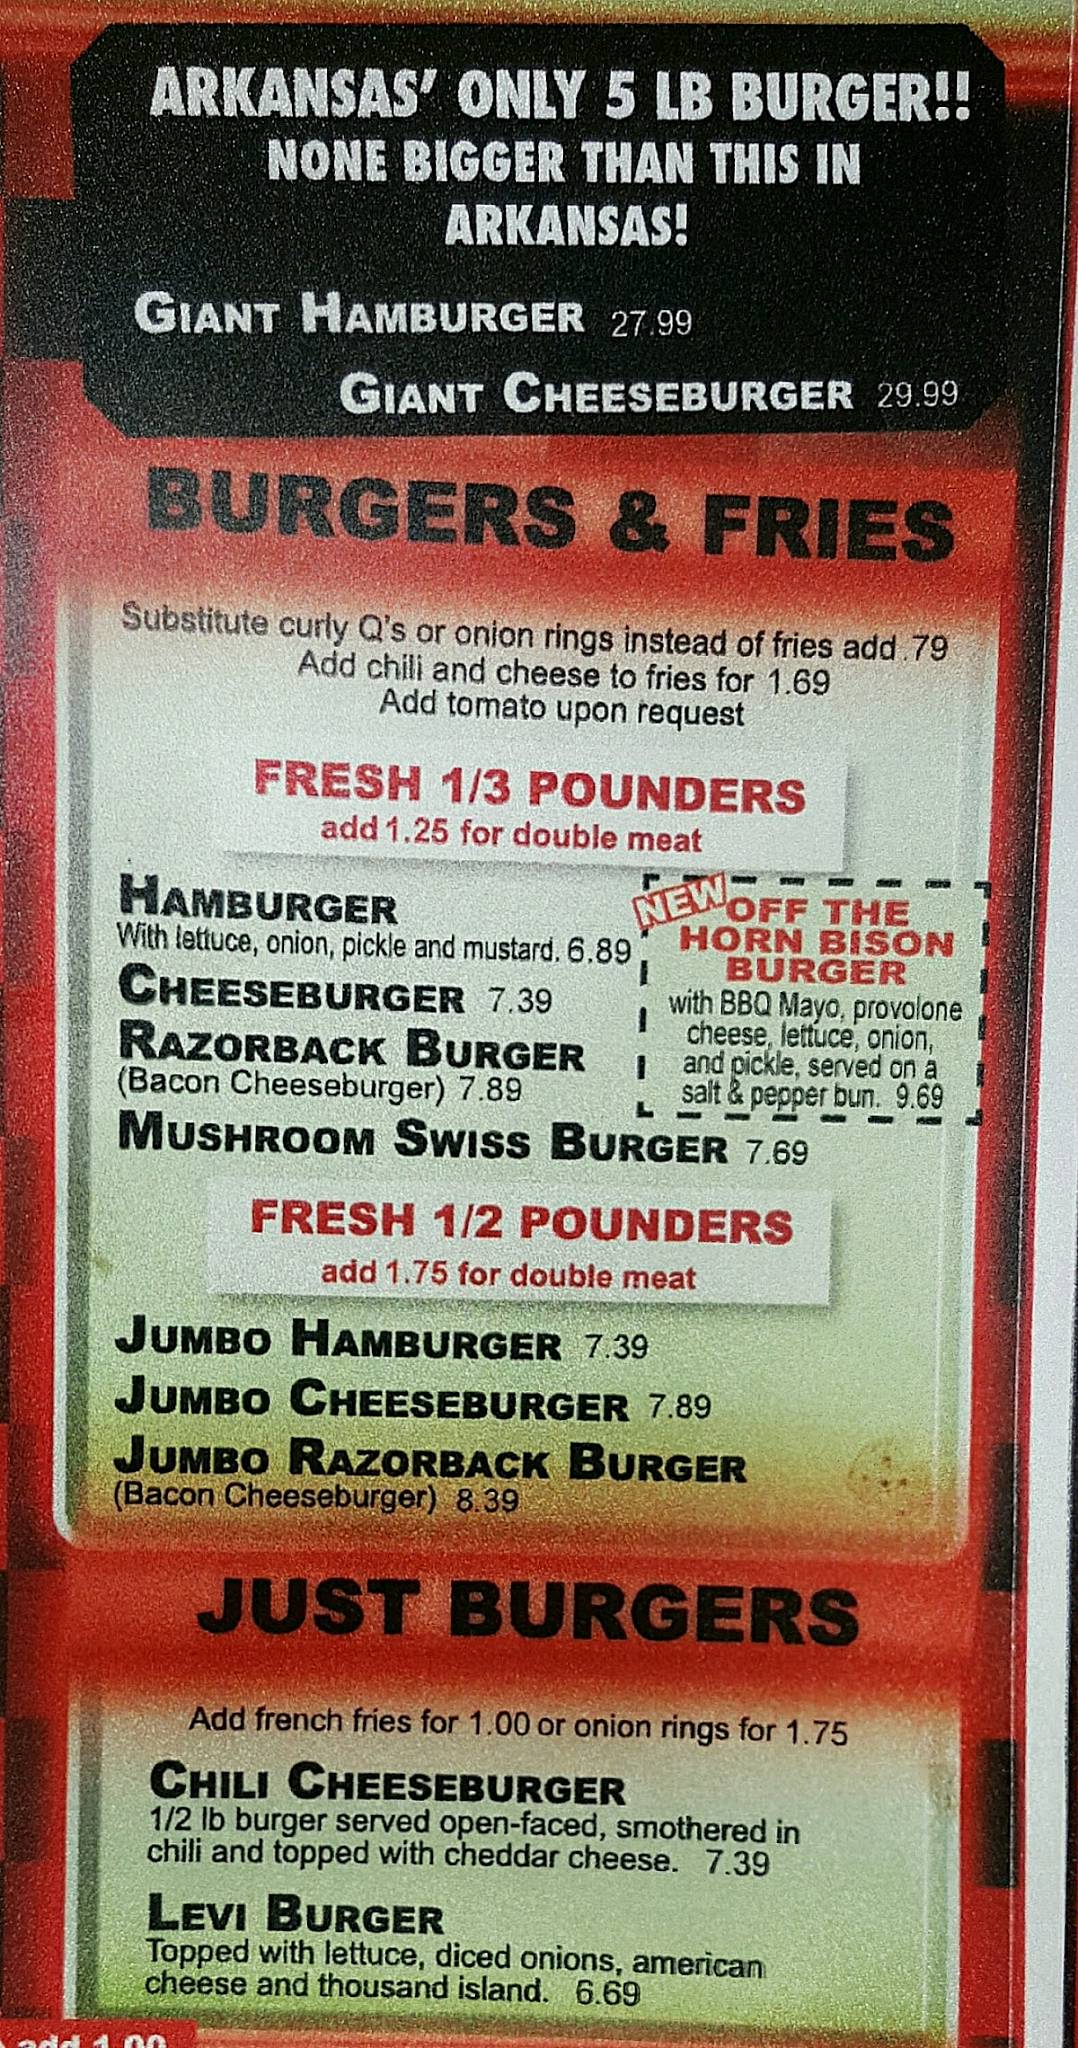 ARKANSAS' ONLY 5 LB BURGER!!
NONE BIGGER THAN THIS IN
ARKANSAS!
GIANT HAMBURGER 27.99
GIANT CHEESEBURGER 29.99
BURGERS & FRIES
Substitute curly Q's or onion rings instead of fries add .79
Add chili and cheese to fries for 1.69
Add tomato upon request
FRESH 1/3 POUNDERS
add 1.25 for double meat
HAMBURGER
With lettuce, onion, pickle and mustard. 6.89
CHEESEBURGER 7.39
RAZORBACK BURGER
(Bacon Cheeseburger) 7.89
MUSHROOM SWISS BURGER 7.69
NEW
OFF THE
HORN BISON
BURGER
with BBQ Mayo, provolone
cheese, lettuce, onion,
and pickle, served on a
salt & pepper bun. 9.69
FRESH 1/2 POUNDERS
add 1.75 for double meat
JUMBO HAMBURGER 7.39
JUMBO CHEESEBURGER 7.89
JUMBO RAZORBACK BURGER
(Bacon Cheeseburger) 8.39
JUST BURGERS
Add french fries for 1.00 or onion rings for 1.75
CHILI CHEESEBURGER
1/2 lb burger served open-faced, smothered in
chili and topped with cheddar cheese. 7.39
LEVI BURGER
Topped with lettuce, diced onions, american
cheese and thousand island. 6.69
add 1.00